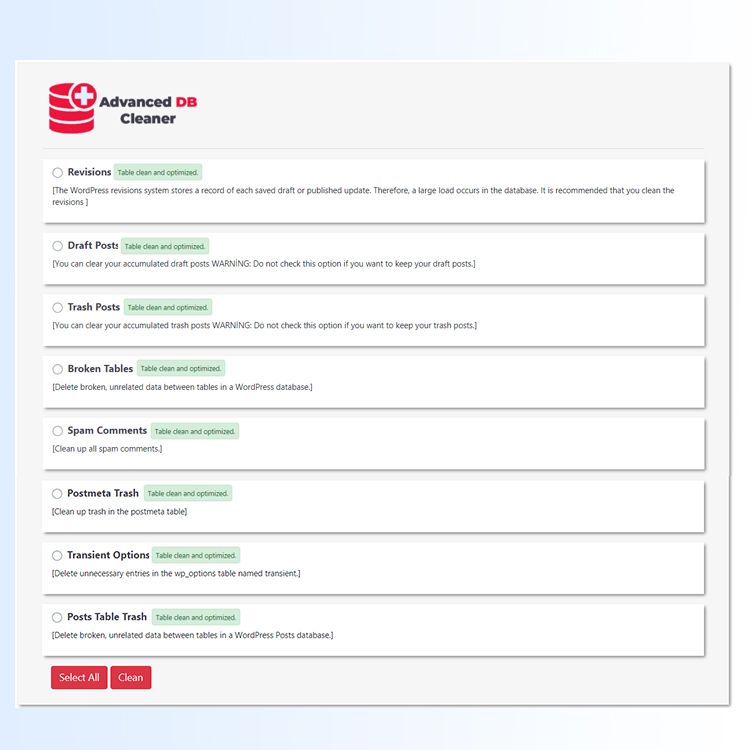 Advanced DB
Cleaner
Revisions Table clean and optimized.
[The WordPress revisions system stores a record of each saved draft or published update. Therefore, a large load occurs in the database. It is recommended that you clean the
revisions ]
Draft Posts Table clean and optimized.
[You can clear your accumulated draft posts WARNİNG: Do not check this option if you want to keep your draft posts.]
Trash Posts Table clean and optimized.
[You can clear your accumulated trash posts WARNİNG: Do not check this option if you want to keep your trash posts.]
Broken Tables Table clean and optimized.
[Delete broken, unrelated data between tables in a WordPress database.]
Spam Comments Table clean and optimized.
[Clean up all spam comments.]
Postmeta Trash Table clean and optimized.
[Clean up trash in the postmeta table]
Transient Options Table clean and optimized.
[Delete unnecessary entries in the wp_options table named transient.]
Posts Table Trash Table clean and optimized.
[Delete broken, unrelated data between tables in a WordPress Posts database.]
Select All Clean